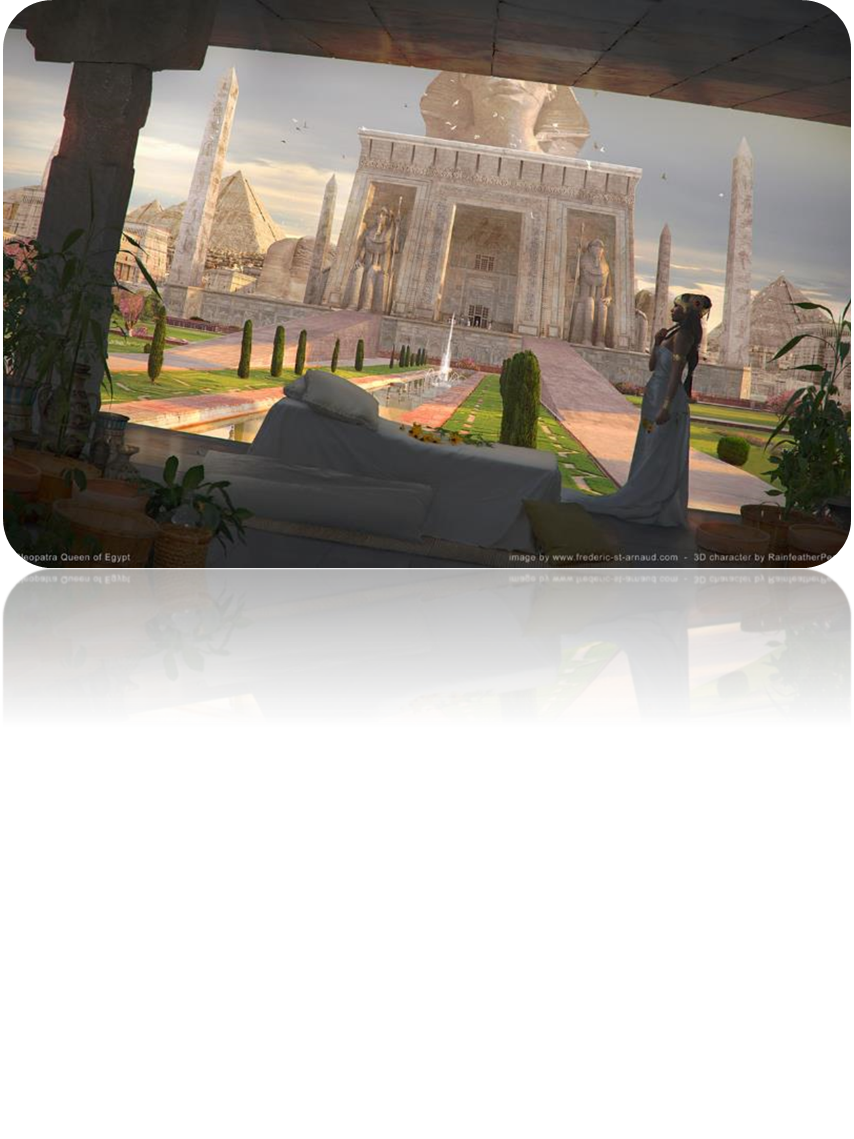 leopatra Queen of Egypt
image by www.frederic-st-arnaud.com - 3D character by RainfeatherPe